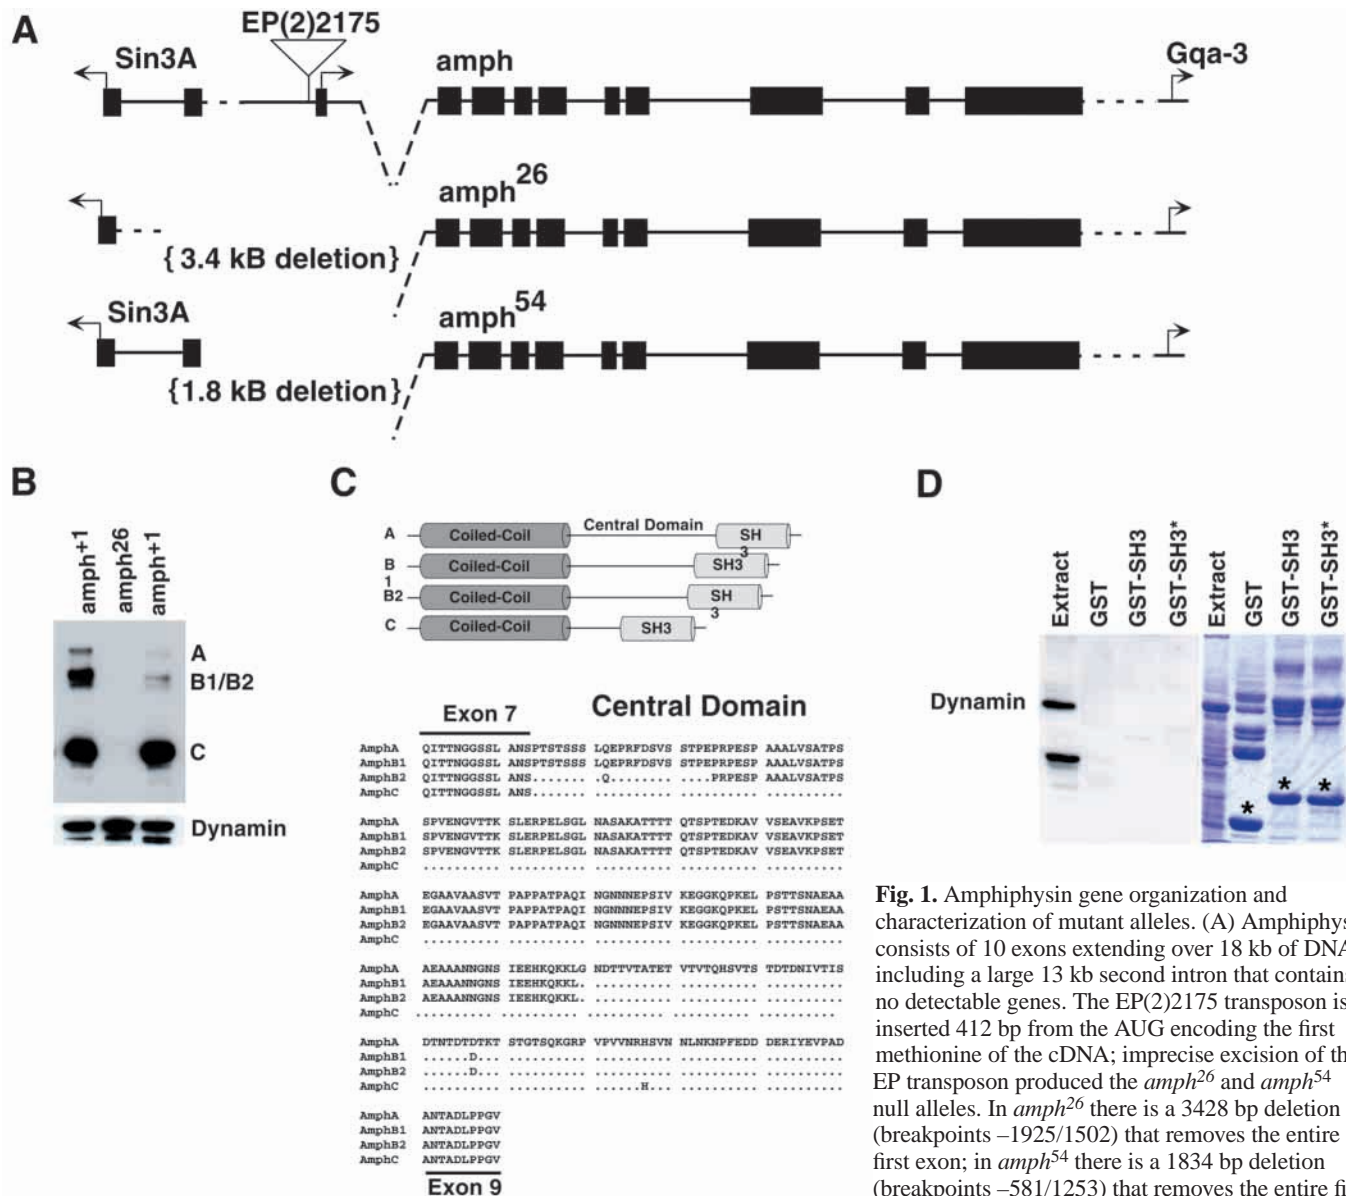 A
EP(2)2175
Sin3A
amph
Gqa-3
amph26
{ 3.4 kB deletion}
Sin3A
amph54
{1.8 kB deletion}
B
amph+1
amph26
amph+1
A
B1/B2
C
Dynamin
C
A Coiled-Coil Central Domain SH
3
B Coiled-Coil SH3
1
B2 Coiled-Coil SH
3
C Coiled-Coil SH3
Exon 7 Central Domain
AmphA QITTNGGSSL ANSPTSTSSS LQEPRFDSVS STPEPRPESP AAALVSATPS
AmphB1 QITTNGGSSL ANSPTSTSSS LQEPRFDSVS STPEPRPESP AAALVSATPS
AmphB2 QITTNGGSSL ANS....... .Q........ ....PRPESP AAALVSATPS
AmphC QITTNGGSSL ANS....... .......... .......... ..........
AmphA SPVENGVTTK SLERPELSGL NASAKATTTT QTSPTEDKAV VSEAVKPSET
AmphB1 SPVENGVTTK SLERPELSGL NASAKATTTT QTSPTEDKAV VSEAVKPSET
AmphB2 SPVENGVTTK SLERPELSGL NASAKATTTT QTSPTEDKAV VSEAVKPSET
AmphC .......... .......... .......... .......... ..........
AmphA EGAAVAASVT PAPPATPAQI NGNNNEPSIV KEGGKQPKEL PSTTSNAEAA
AmphB1 EGAAVAASVT PAPPATPAQI NGNNNEPSIV KEGGKQPKEL PSTTSNAEAA
AmphB2 EGAAVAASVT PAPPATPAQI NGNNNEPSIV KEGGKQPKEL PSTTSNAEAA
AmphC .......... .......... .......... .......... ..........
AmphA AEAAANNGNS IEEHKQKKLG NDTTVTATET VTVTQHSVTS TDTDNIVTIS
AmphB1 AEAAANNGNS IEEHKQKKL. .......... .......... ..........
AmphB2 AEAAANNGNS IEEHKQKKL. .......... .......... ..........
AmphC .......... .......... .......... .......... ..........
AmphA DTNTDTDTKT STGTSQKGRP VPVVNRHSVN NLNKNPFEDD DERIYEVPAD
AmphB1 ......D... .......... .......... .......... ..........
AmphB2 ......D... .......... .......... .......... ..........
AmphC .......... .......... ......H... .......... ..........
AmphA ANTADLPPGV
AmphB1 ANTADLPPGV
AmphB2 ANTADLPPGV
AmphC ANTADLPPGV
Exon 9
D
Extract
GST
GST-SH3
GST-SH3*
Extract
GST
GST-SH3
GST-SH3*
Dynamin
* * *
Fig. 1. Amphiphysin gene organization and
characterization of mutant alleles. (A) Amphiphys
consists of 10 exons extending over 18 kb of DNA
including a large 13 kb second intron that contains
no detectable genes. The EP(2)2175 transposon is
inserted 412 bp from the AUG encoding the first
methionine of the cDNA; imprecise excision of th
EP transposon produced the amph26 and amph54
null alleles. In amph26 there is a 3428 bp deletion
(breakpoints –1925/1502) that removes the entire
first exon; in amph54 there is a 1834 bp deletion
(breakpoints –581/1253) that removes the entire fi